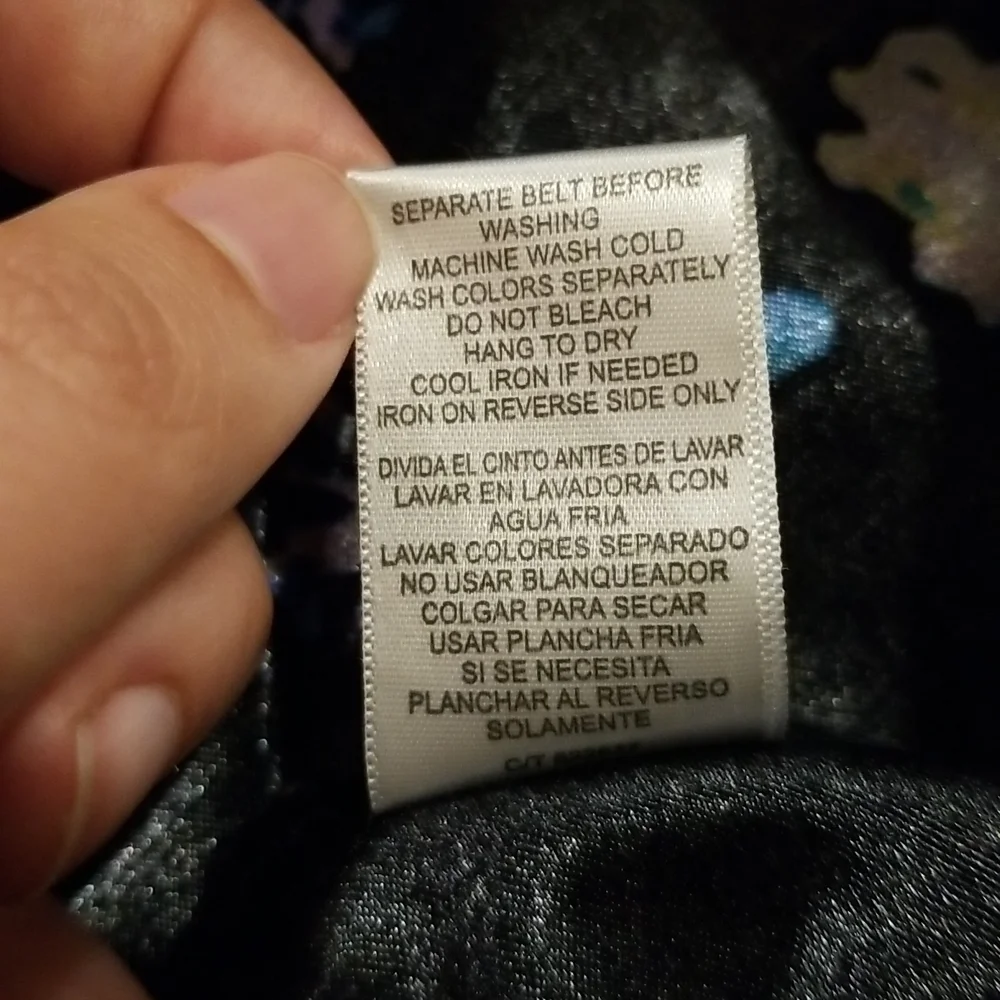 SEPARATE BELT BEFORE
WASHING
MACHINE WASH COLD
WASH COLORS SEPARATELY
DO NOT BLEACH
HANG TO DRY
COOL IRON IF NEEDED
IRON ON REVERSE SIDE ONLY
DIVIDA EL CINTO ANTES DE LAVAR
LAVAR EN LAVADORA CON
AGUA FRIA
LAVAR COLORES SEPARADO
NO USAR BLANQUEADOR
COLGAR PARA SECAR
USAR PLANCHA FRIA
SI SE NECESITA
PLANCHAR AL REVERSO
SOLAMENTE
C/T